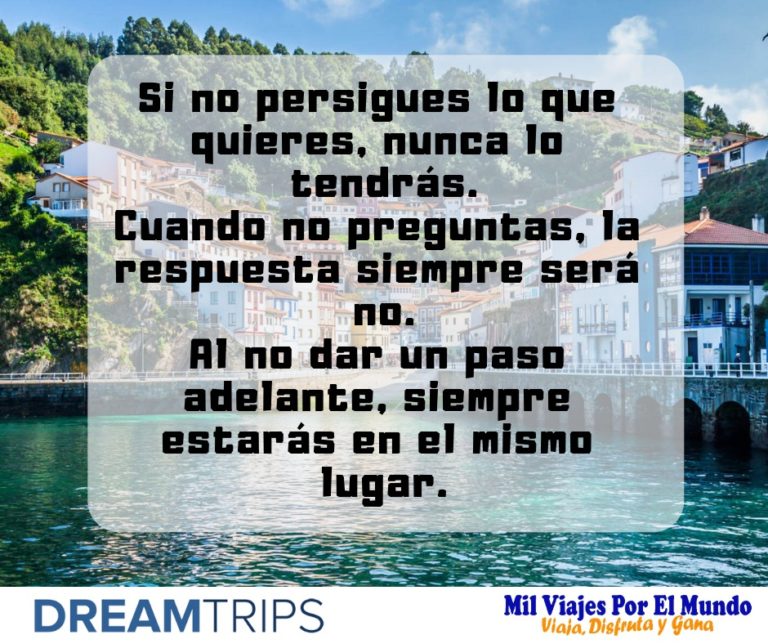 Si no persigues lo que
quieres, nunca lo
tendrás.
Cuando no preguntas, la
respuesta siempre será
no.
Al no dar un paso
adelante, siempre
estarás en el mismo
lugar.
DREAMTRIPS
Mil Viajes Por El Mundo
Viaja, Disfruta y Gana